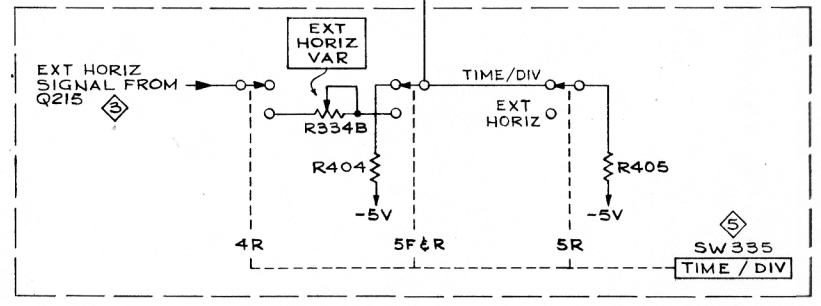 EXT
HORIZ
VAR
EXT HORIZ
SIGNAL FROM
Q215
3
TIME/DIV
EXT
HORIZ
R334B
R404
R405
-5V
-5V
4R
5F & R
5R
5
SW335
TIME / DIV